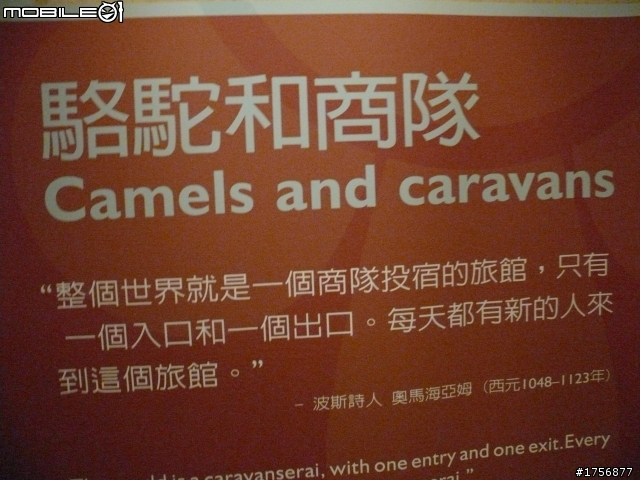 MOBILE01
駱駝和商隊
Camels and caravans
“整個世界就是一個商隊投宿的旅館，只有
一個入口和一個出口。每天都有新的人來
到這個旅館。”
– 波斯詩人 奧馬海亞姆（西元1048–1123年）
is a caravanserai, with one entry and one exit. Every
#1756877